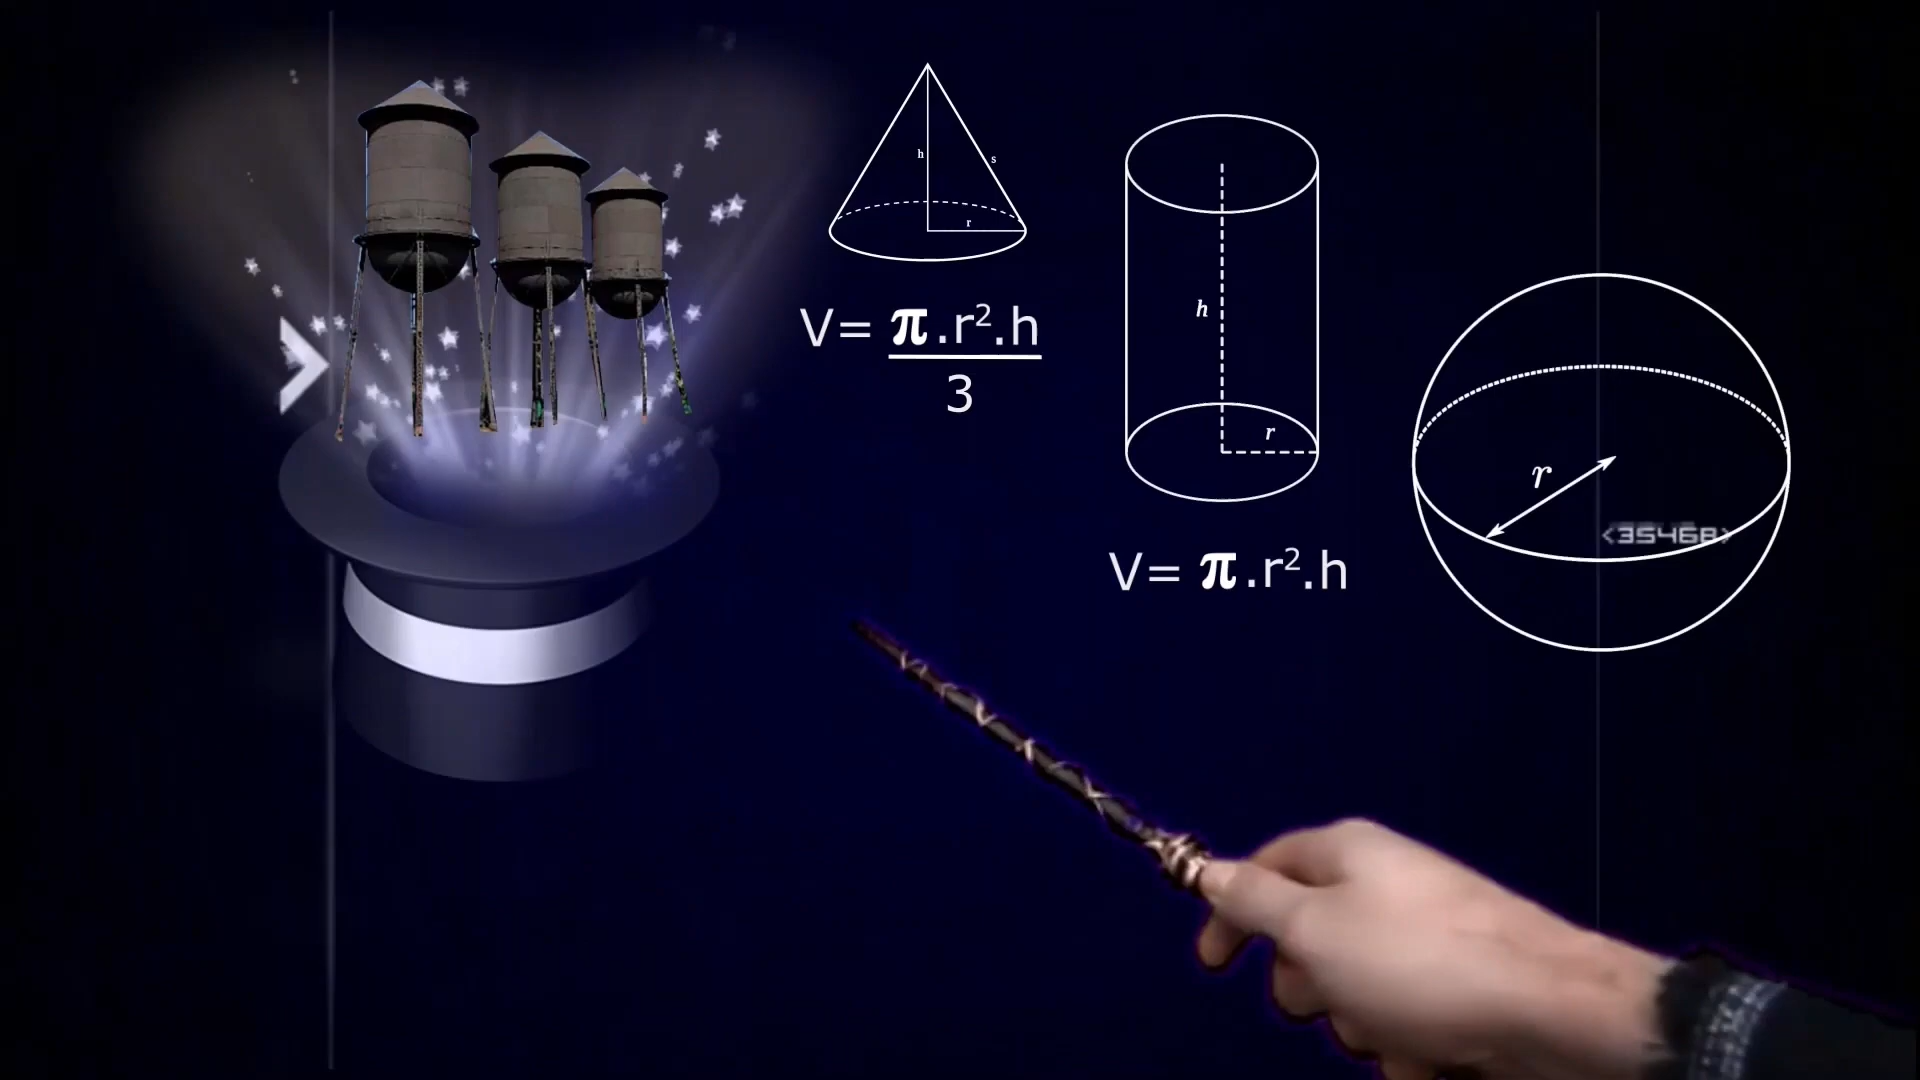 h
s
r
V= π.r².h
3
h
r
V= π.r².h
r
<35468>